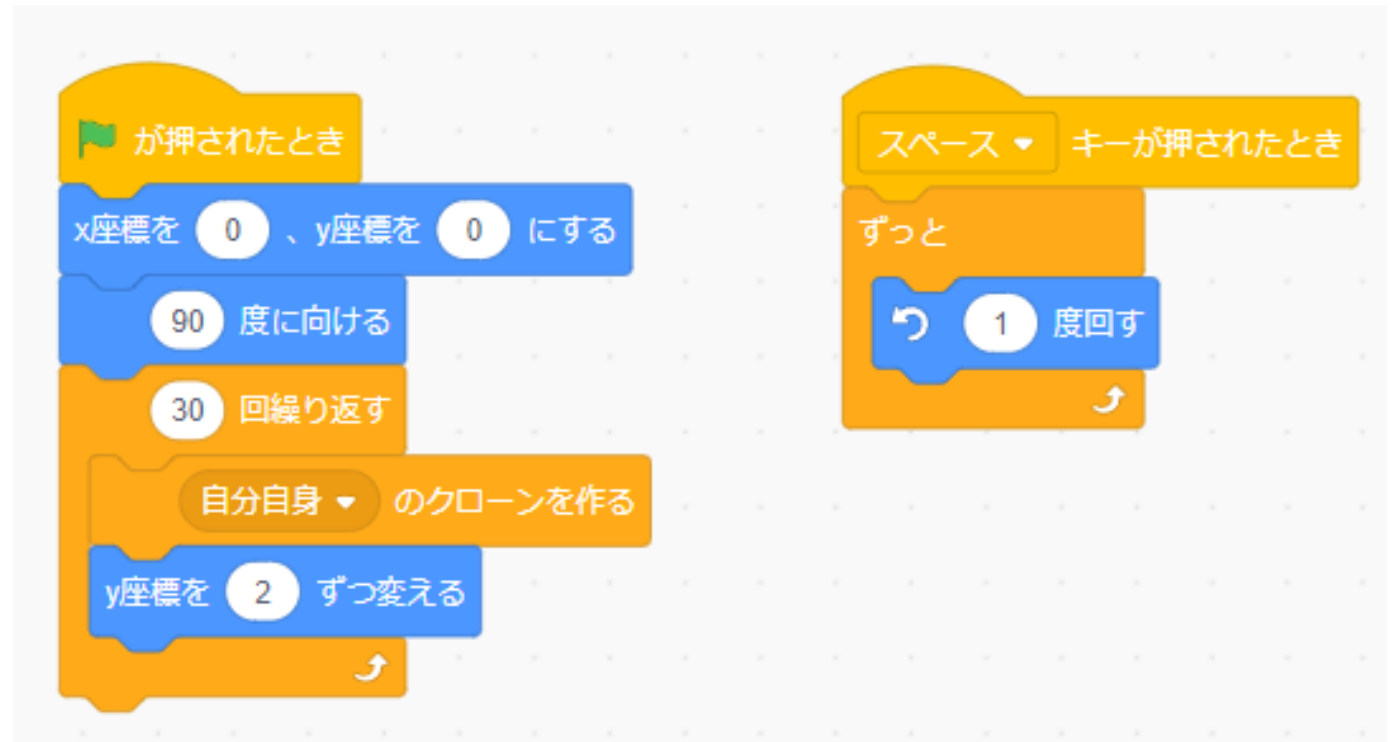 が押されたとき
x座標を 0 、y座標を 0 にする
90 度に向ける
30 回繰り返す
自分自身 のクローンを作る
y座標を 2 ずつ変える
スペース キーが押されたとき
ずっと
1 度回す